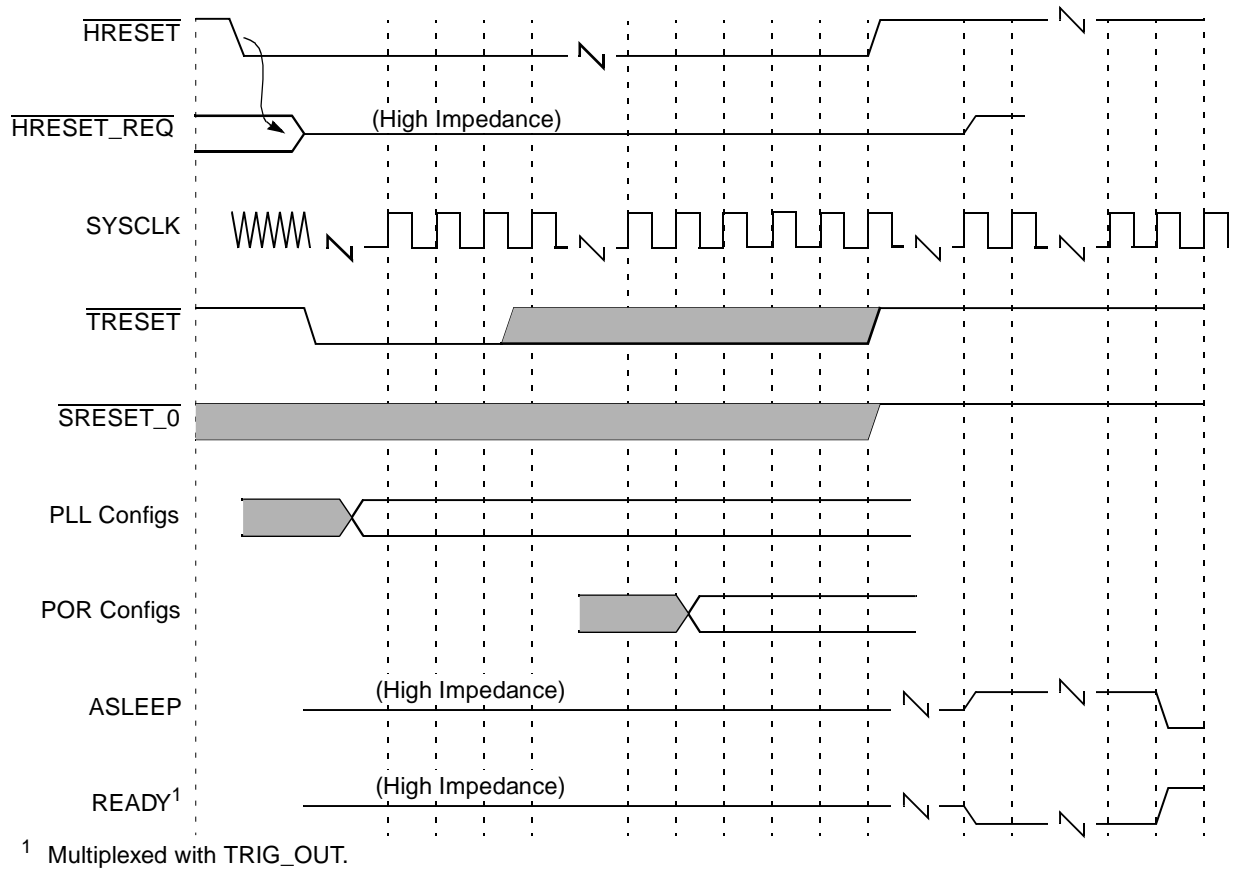 HRESET
HRESET_REQ
(High Impedance)
SYSCLK
TRESET
SRESET_0
PLL Configs
POR Configs
(High Impedance)
ASLEEP
(High Impedance)
READY1
1 Multiplexed with TRIG_OUT.